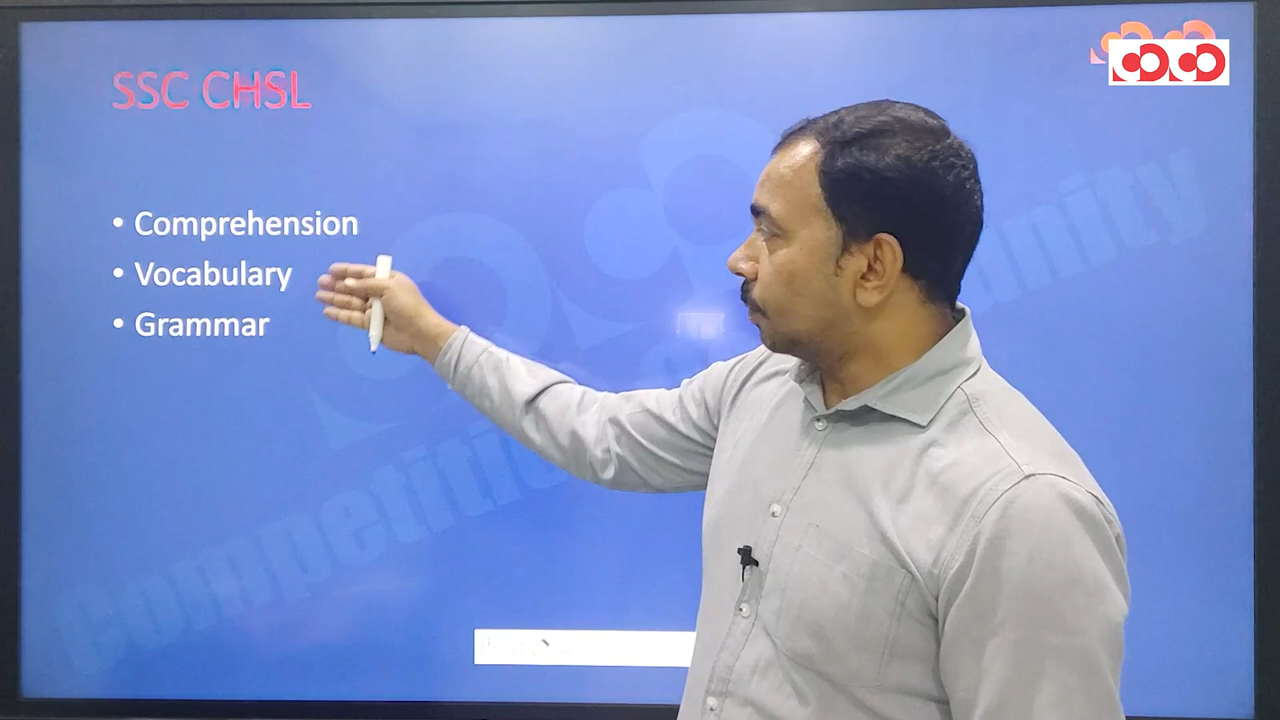 SSC CHSL
• Comprehension
• Vocabulary
• Grammar